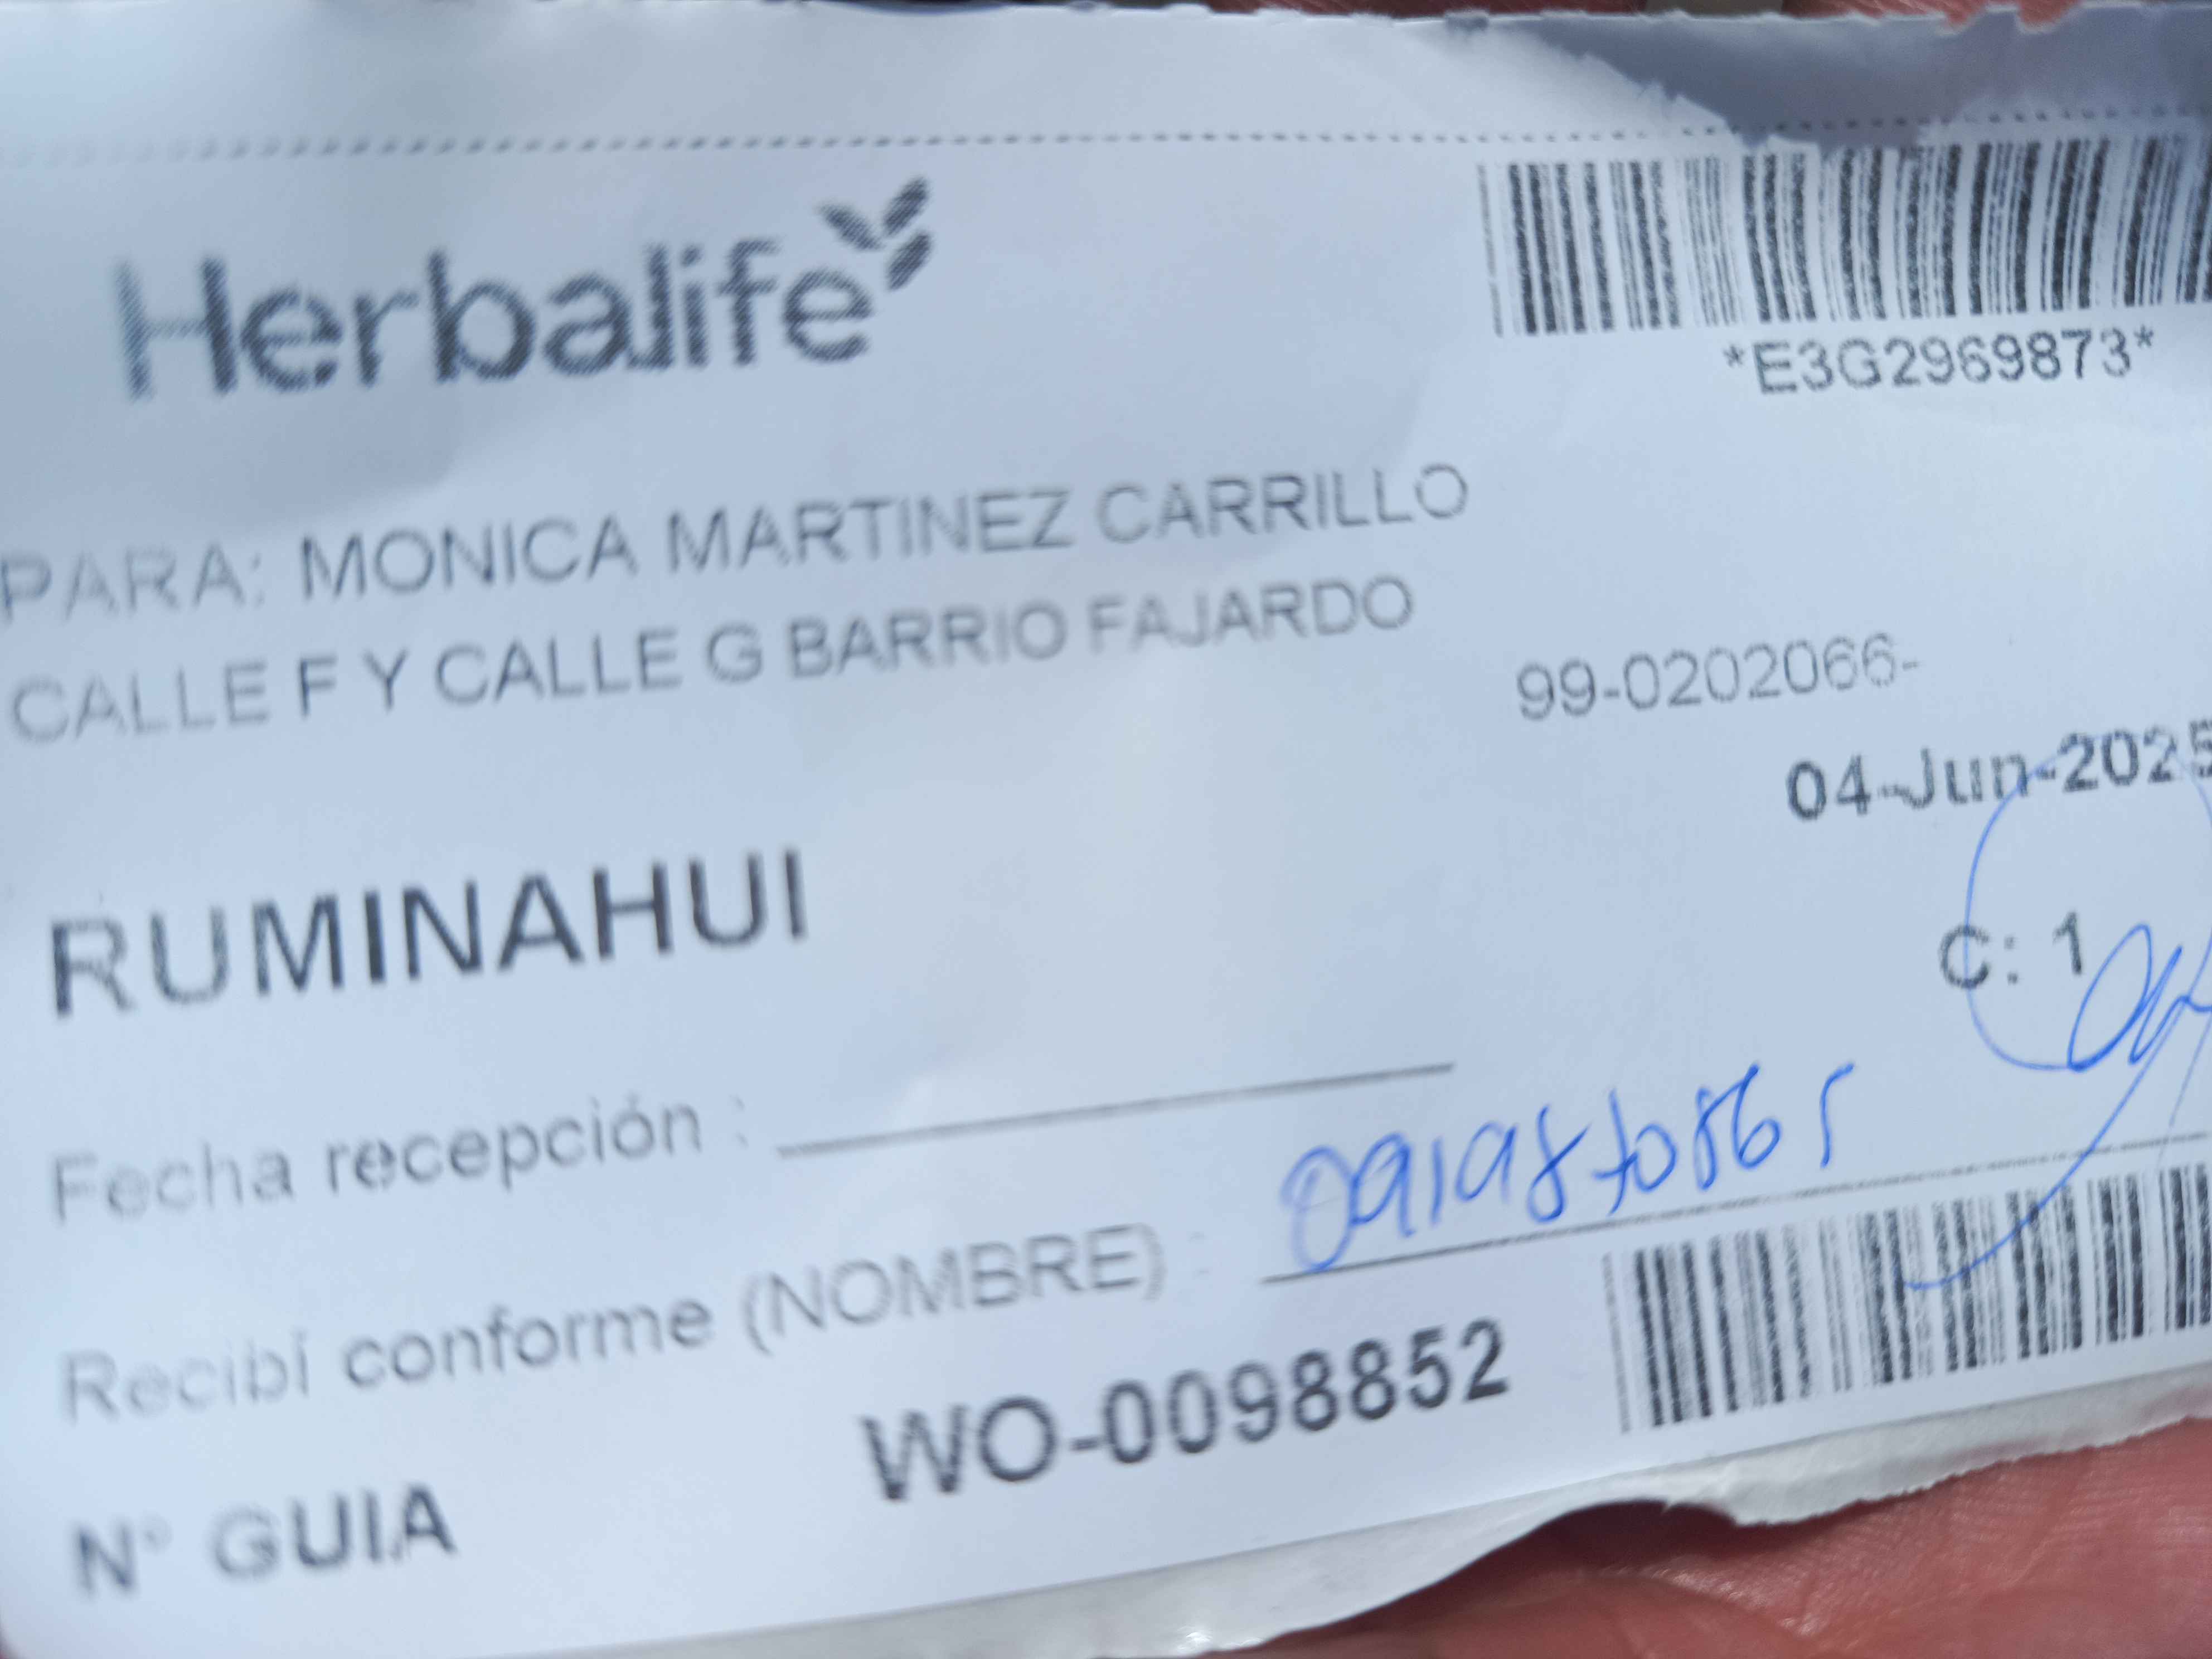 Herbalife
*E3G2969873*
PARA: MONICA MARTINEZ CARRILLO
CALLE F Y CALLE G BARRIO FAJARDO
99-0202066-
04-Jun-2025
RUMINAHUI
C: 1
Fecha recepción :
Recibí conforme (NOMBRE) : 0919870865
N° GUIA WO-0098852